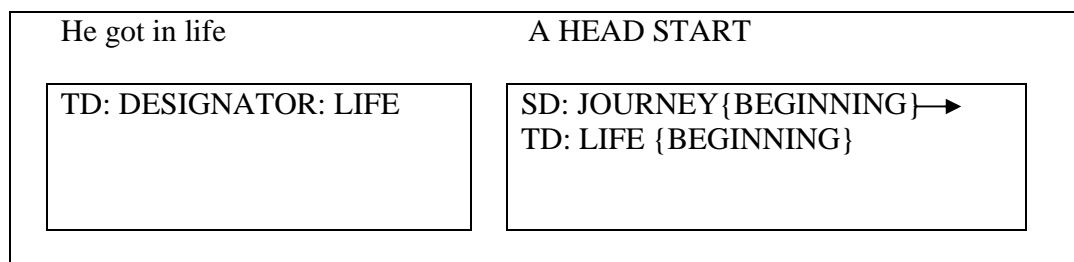 He got in life A HEAD START
TD: DESIGNATOR: LIFE SD: JOURNEY{BEGINNING}→
TD: LIFE {BEGINNING}